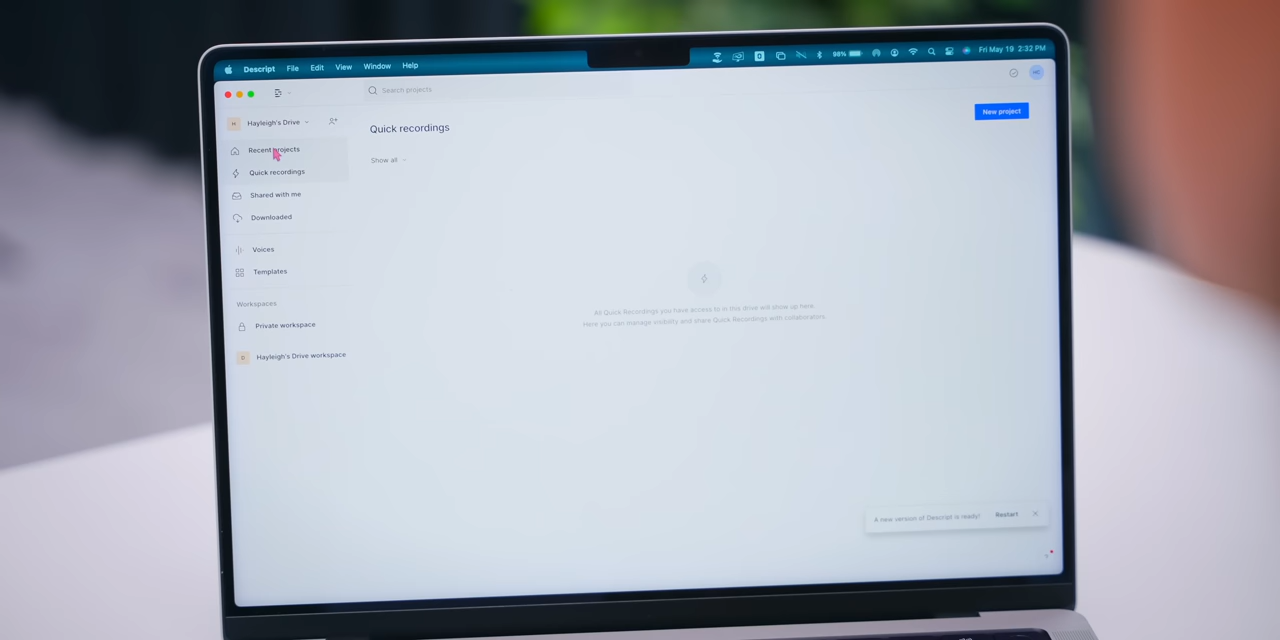 Descript File Edit View Window Help 98% Fri May 19 2:32 PM
Search projects
Hayleigh's Drive
Recent projects
Quick recordings
Shared with me
Downloaded
Voices
Templates
Workspaces
Private workspace
D Hayleigh's Drive workspace
Quick recordings
New project
Show all
All Quick Recordings you have access to in this drive will show up here.
Here you can manage visibility and share Quick Recordings with collaborators.
A new version of Descript is ready! Restart